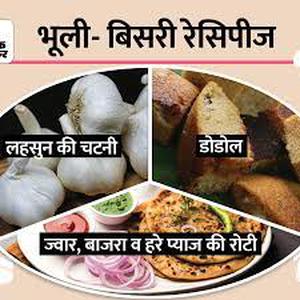 भूली- बिसरी रेसिपीज
लहसुन की चटनी
डोडोल
ज्वार, बाजरा व हरे प्याज की रोटी